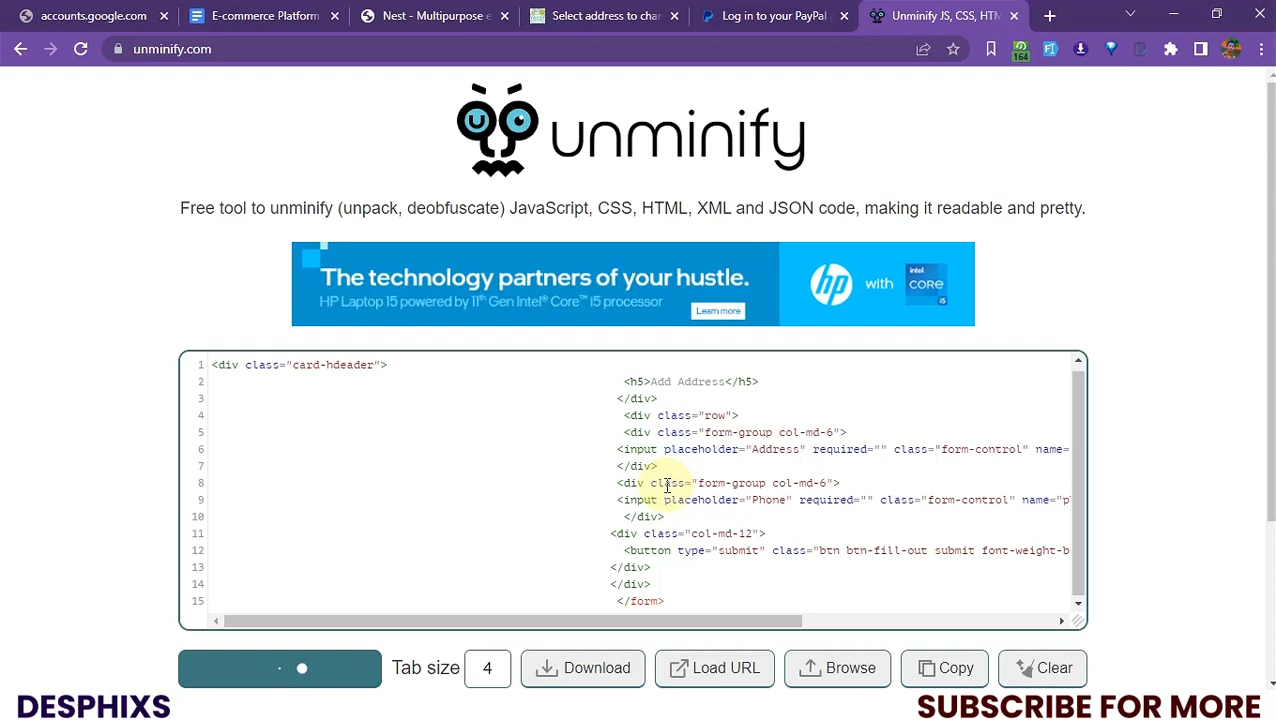 accounts.google.com
E-commerce Platform
Nest - Multipurpose e
Select address to char
Log in to your PayPal
Unminify JS, CSS, HTM
unminify.com
164
unminify
Free tool to unminify (unpack, deobfuscate) JavaScript, CSS, HTML, XML and JSON code, making it readable and pretty.
The technology partners of your hustle.
HP Laptop 15 powered by 11th Gen Intel® Core™ i5 processor
Learn more
hp with intel CORE i5
1 <div class="card-hdeader">
2 <h5>Add Address</h5>
3 </div>
4 <div class="row">
5 <div class="form-group col-md-6">
6 <input placeholder="Address" required="" class="form-control" name=
7 </div>
8 <div class="form-group col-md-6">
9 <input placeholder="Phone" required="" class="form-control" name="p
10 </div>
11 <div class="col-md-12">
12 <button type="submit" class="btn btn-fill-out submit font-weight-b
13 </div>
14 </div>
15 </form>
Tab size 4 Download Load URL Browse Copy Clear
DESPHIXS
SUBSCRIBE FOR MORE